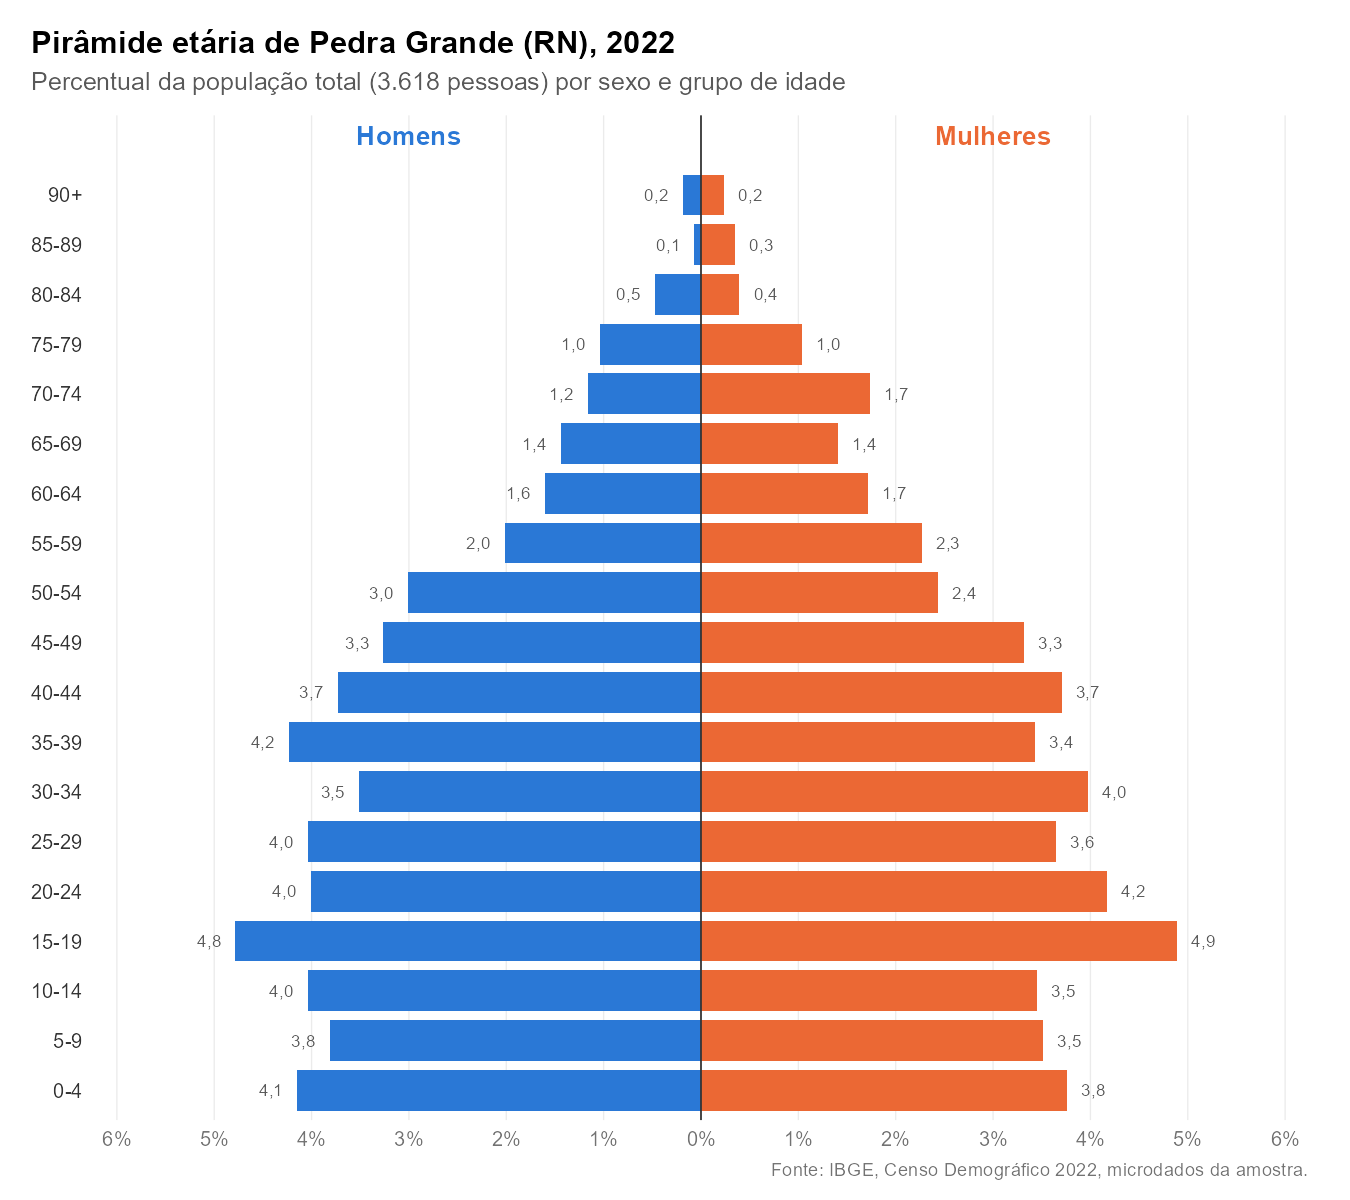 Pirâmide etária de Pedra Grande (RN), 2022
Percentual da população total (3.618 pessoas) por sexo e grupo de idade
Homens Mulheres
90+ 0,2 0,2
85-89 0,1 0,3
80-84 0,5 0,4
75-79 1,0 1,0
70-74 1,2 1,7
65-69 1,4 1,4
60-64 1,6 1,7
55-59 2,0 2,3
50-54 3,0 2,4
45-49 3,3 3,3
40-44 3,7 3,7
35-39 4,2 3,4
30-34 3,5 4,0
25-29 4,0 3,6
20-24 4,0 4,2
15-19 4,8 4,9
10-14 4,0 3,5
5-9 3,8 3,5
0-4 4,1 3,8
6% 5% 4% 3% 2% 1% 0% 1% 2% 3% 4% 5% 6%
Fonte: IBGE, Censo Demográfico 2022, microdados da amostra.